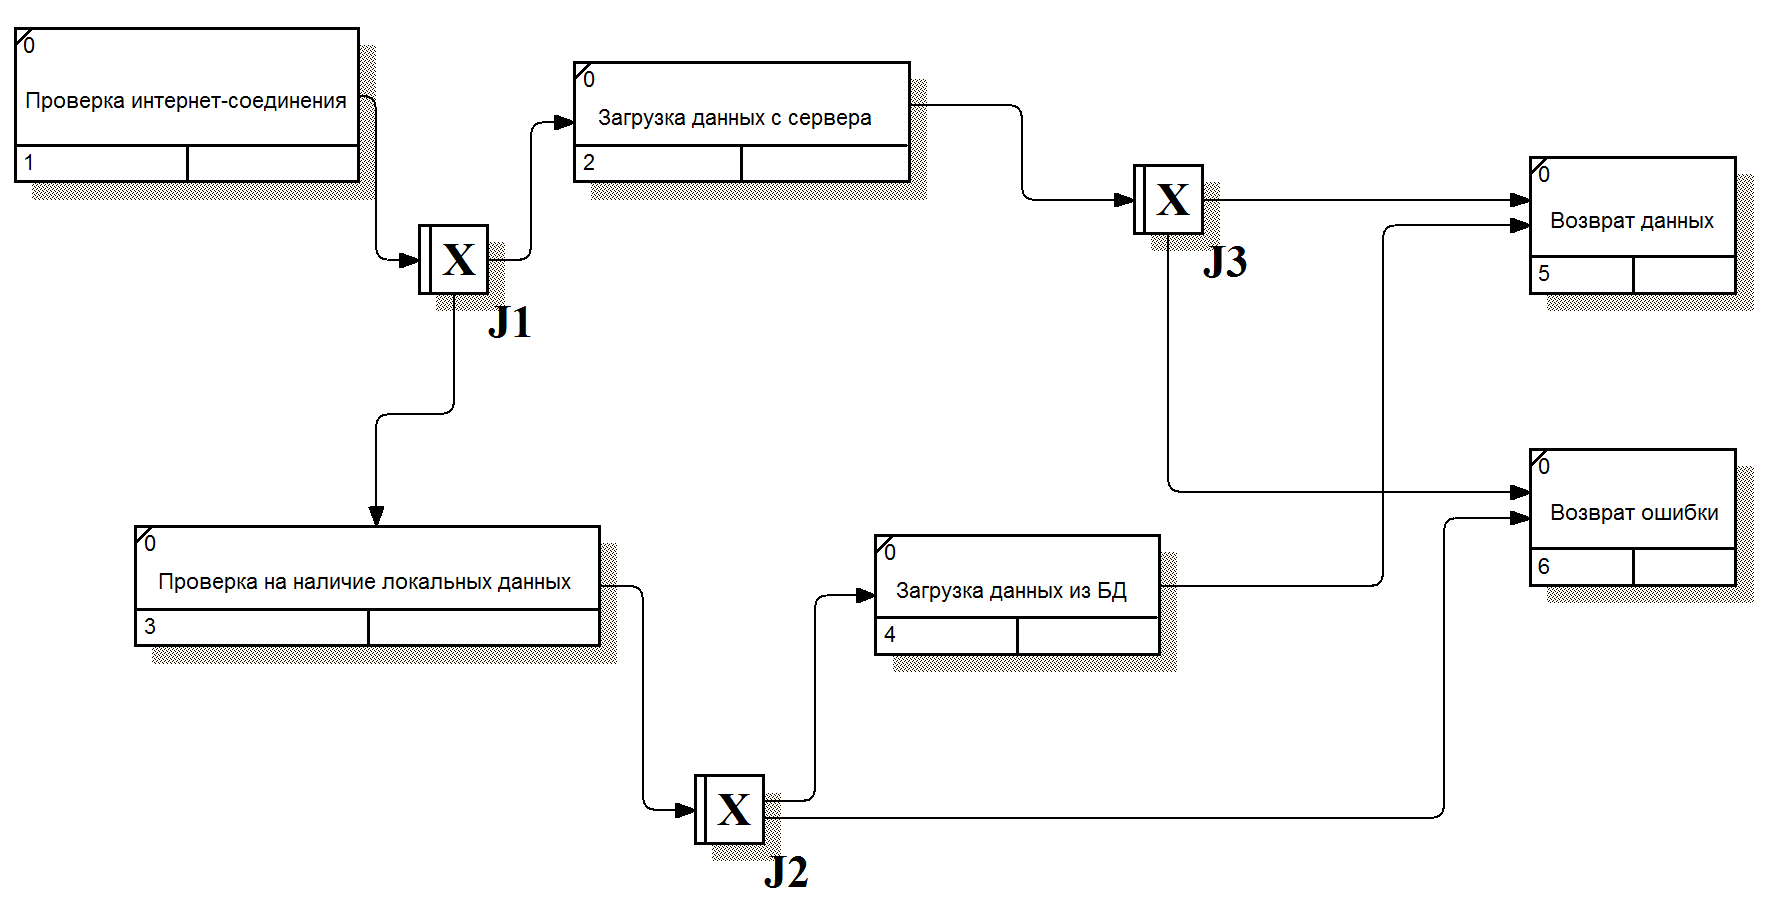 0
Проверка интернет-соединения
1
0
Загрузка данных с сервера
2
X
J1
X
J3
0
Возврат данных
5
0
Проверка на наличие локальных данных
3
0
Загрузка данных из БД
4
0
Возврат ошибки
6
X
J2